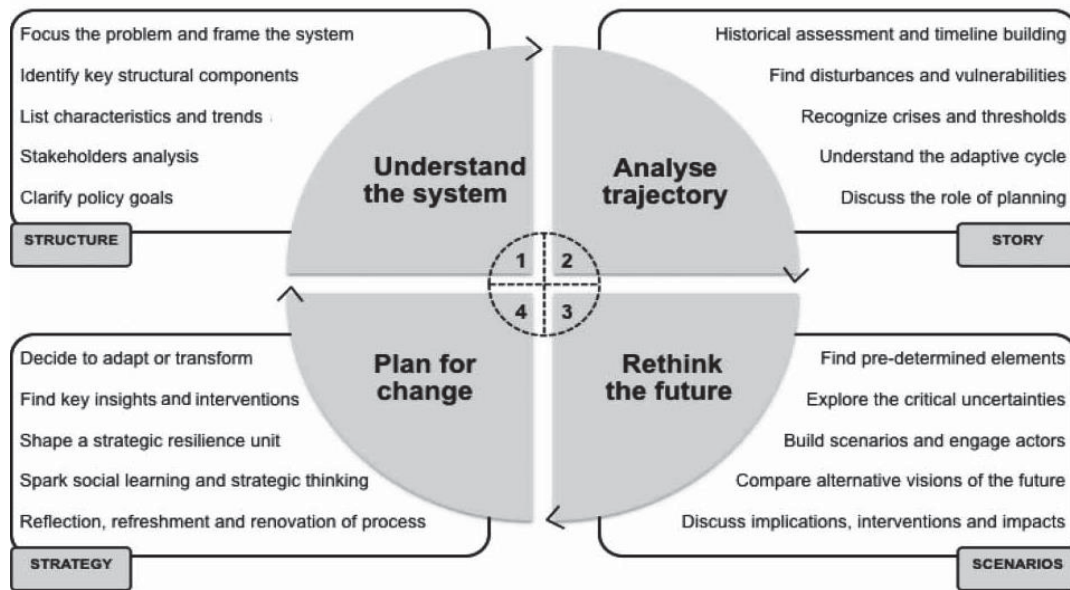 Focus the problem and frame the system
Identify key structural components
List characteristics and trends
Stakeholders analysis
Clarify policy goals
STRUCTURE
Understand
the system
1
Analyse
trajectory
2
Historical assessment and timeline building
Find disturbances and vulnerabilities
Recognize crises and thresholds
Understand the adaptive cycle
Discuss the role of planning
STORY
Decide to adapt or transform
Find key insights and interventions
Shape a strategic resilience unit
Spark social learning and strategic thinking
Reflection, refreshment and renovation of process
STRATEGY
4
Plan for
change
3
Rethink
the future
Find pre-determined elements
Explore the critical uncertainties
Build scenarios and engage actors
Compare alternative visions of the future
Discuss implications, interventions and impacts
SCENARIOS